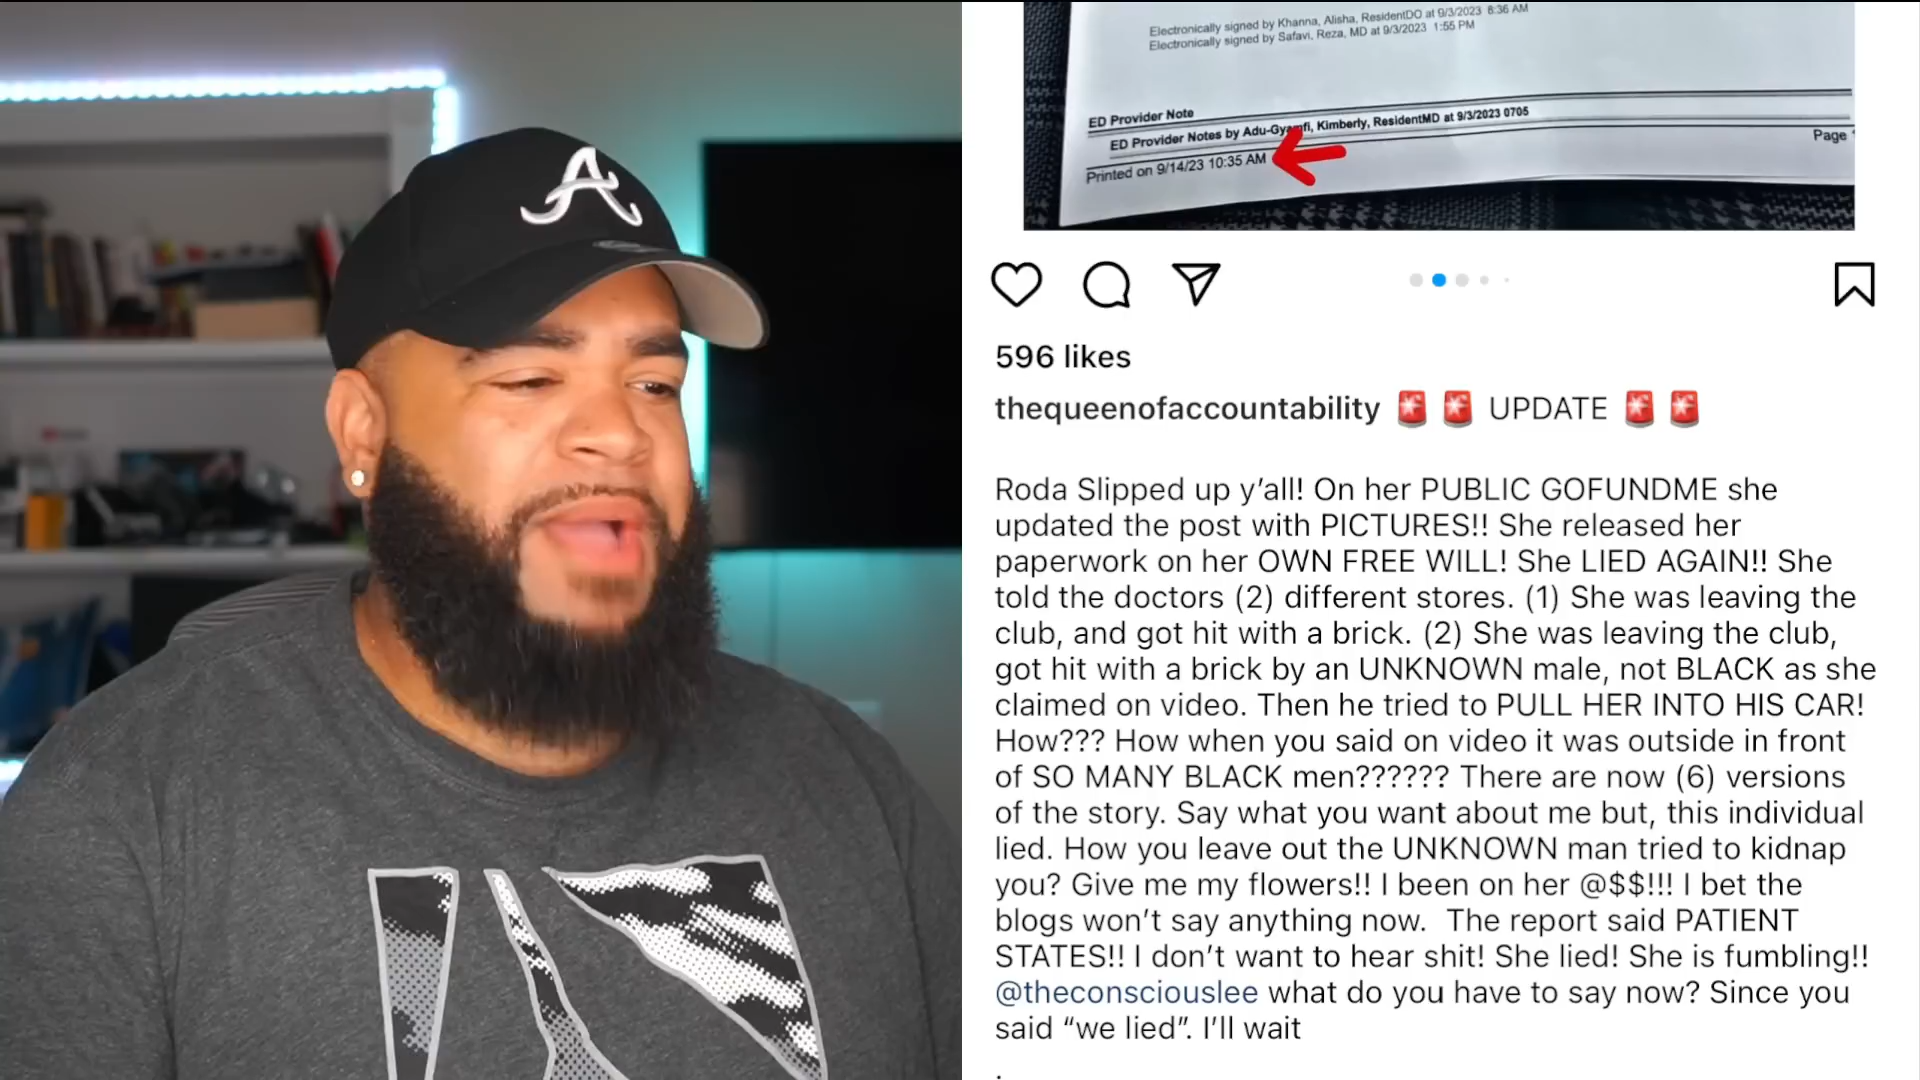 A
Electronically signed by Khanna, Alisha, ResidentDO at 9/3/2023 8:36 AM
Electronically signed by Safavi, Reza, MD at 9/3/2023 1:55 PM
ED Provider Note
ED Provider Notes by Adu-Gyamfi, Kimberly, ResidentMD at 9/3/2023 0705
Printed on 9/14/23 10:35 AM
Page
596 likes
thequeenofaccountability 🚨 🚨 UPDATE 🚨 🚨
Roda Slipped up y’all! On her PUBLIC GOFUNDME she
updated the post with PICTURES!! She released her
paperwork on her OWN FREE WILL! She LIED AGAIN!! She
told the doctors (2) different stores. (1) She was leaving the
club, and got hit with a brick. (2) She was leaving the club,
got hit with a brick by an UNKNOWN male, not BLACK as she
claimed on video. Then he tried to PULL HER INTO HIS CAR!
How??? How when you said on video it was outside in front
of SO MANY BLACK men?????? There are now (6) versions
of the story. Say what you want about me but, this individual
lied. How you leave out the UNKNOWN man tried to kidnap
you? Give me my flowers!! I been on her @$$!!! I bet the
blogs won’t say anything now. The report said PATIENT
STATES!! I don’t want to hear shit! She lied! She is fumbling!!
@theconsciouslee what do you have to say now? Since you
said “we lied”. I’ll wait
.